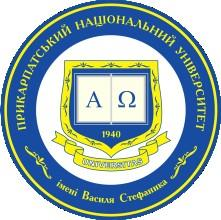 ПРИКАРПАТСЬКИЙ НАЦІОНАЛЬНИЙ УНІВЕРСИТЕТ
Α Ω
1940
UNIVERSITAS
імені Василя Стефаника